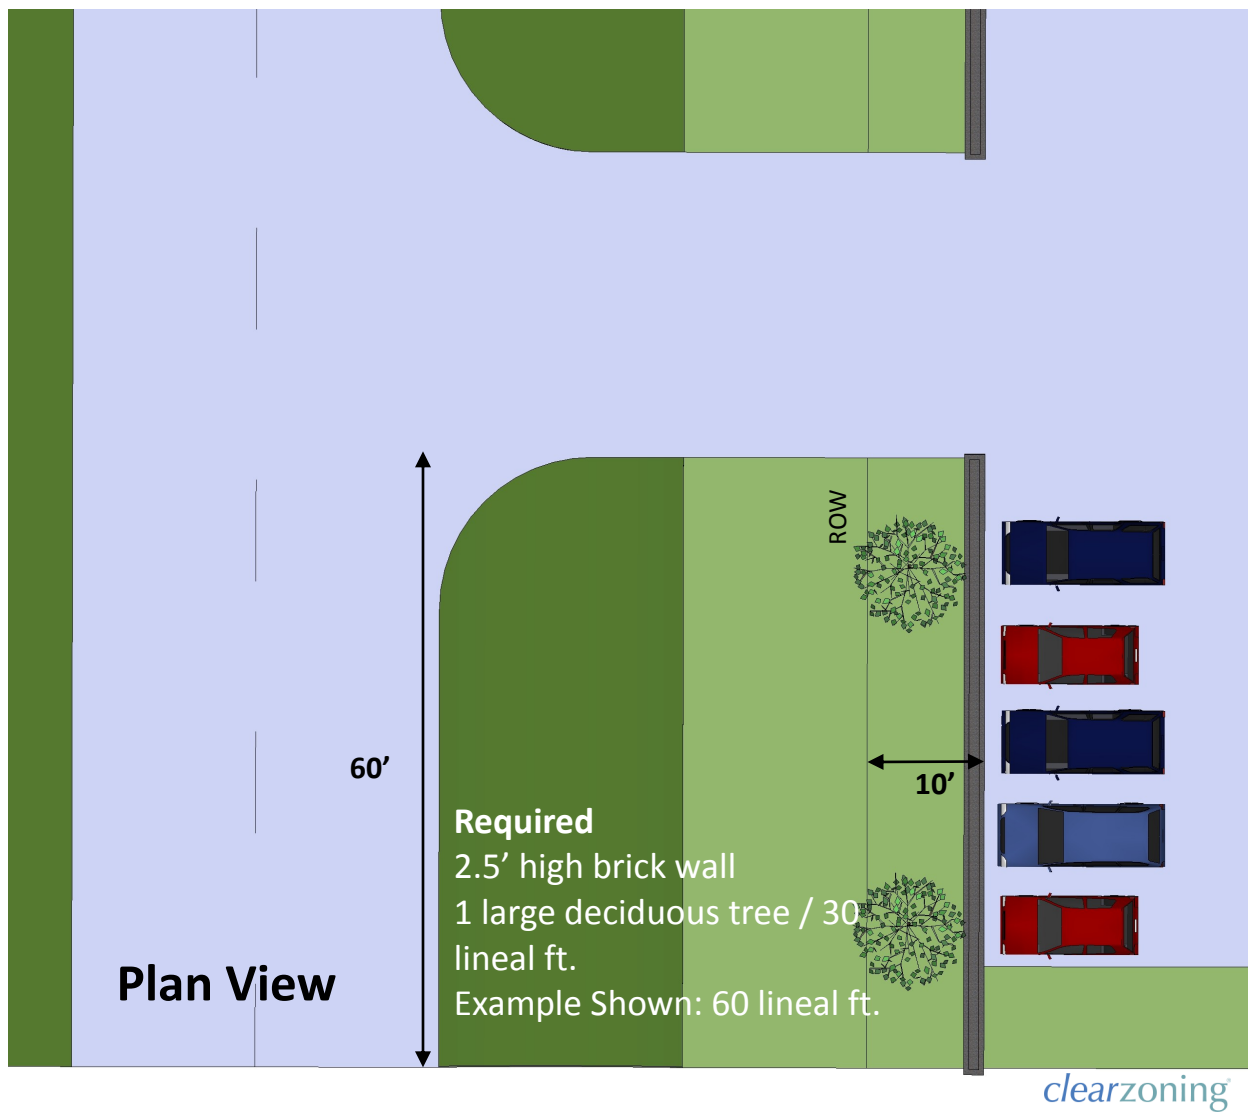 ROW
60’
10’
Required
2.5’ high brick wall
1 large deciduous tree / 30
lineal ft.
Example Shown: 60 lineal ft.
Plan View
clearzoning